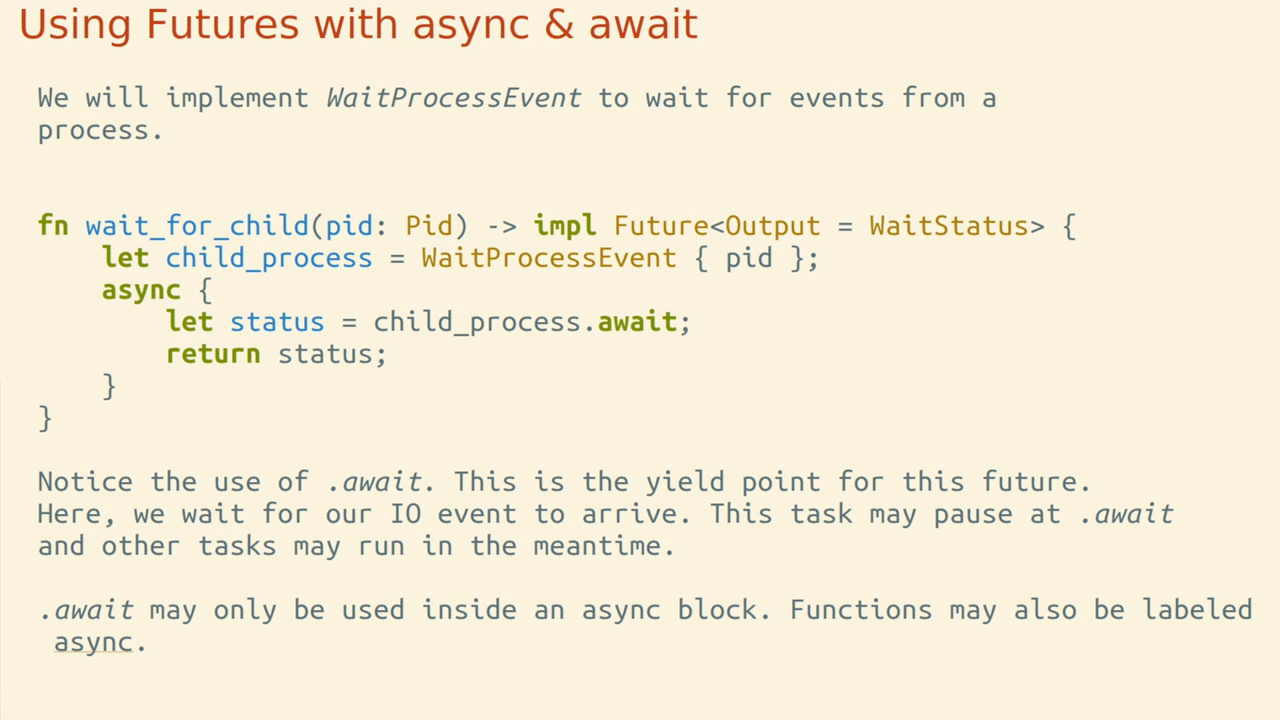 Using Futures with async & await
We will implement WaitProcessEvent to wait for events from a
process.
fn wait_for_child(pid: Pid) -> impl Future<Output = WaitStatus> {
    let child_process = WaitProcessEvent { pid };
    async {
        let status = child_process.await;
        return status;
    }
}
Notice the use of .await. This is the yield point for this future.
Here, we wait for our IO event to arrive. This task may pause at .await
and other tasks may run in the meantime.
.await may only be used inside an async block. Functions may also be labeled
async.